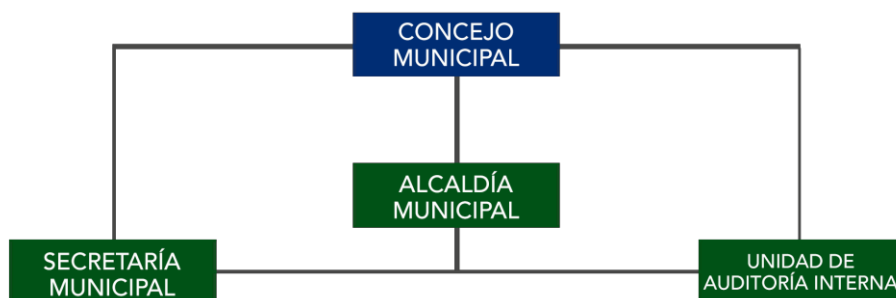 CONCEJO
MUNICIPAL
ALCALDÍA
MUNICIPAL
SECRETARÍA
MUNICIPAL
UNIDAD DE
AUDITORÍA INTERNA